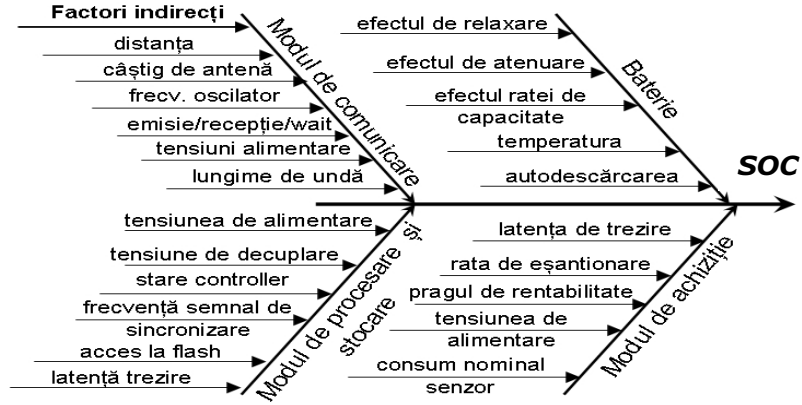 Factori indirecți
distanța
câștig de antenă
frecv. oscilator
emisie/recepție/wait
tensiuni alimentare
lungime de undă
Modul de comunicare
efectul de relaxare
efectul de atenuare
efectul ratei de
capacitate
temperatura
autodescărcarea
Baterie
SOC
tensiunea de alimentare
tensiune de decuplare
stare controller
frecvență semnal de
sincronizare
acces la flash
latență trezire
Modul de procesare și
stocare
latența de trezire
rata de eșantionare
pragul de rentabilitate
tensiunea de
alimentare
consum nominal
senzor
Modul de achiziție